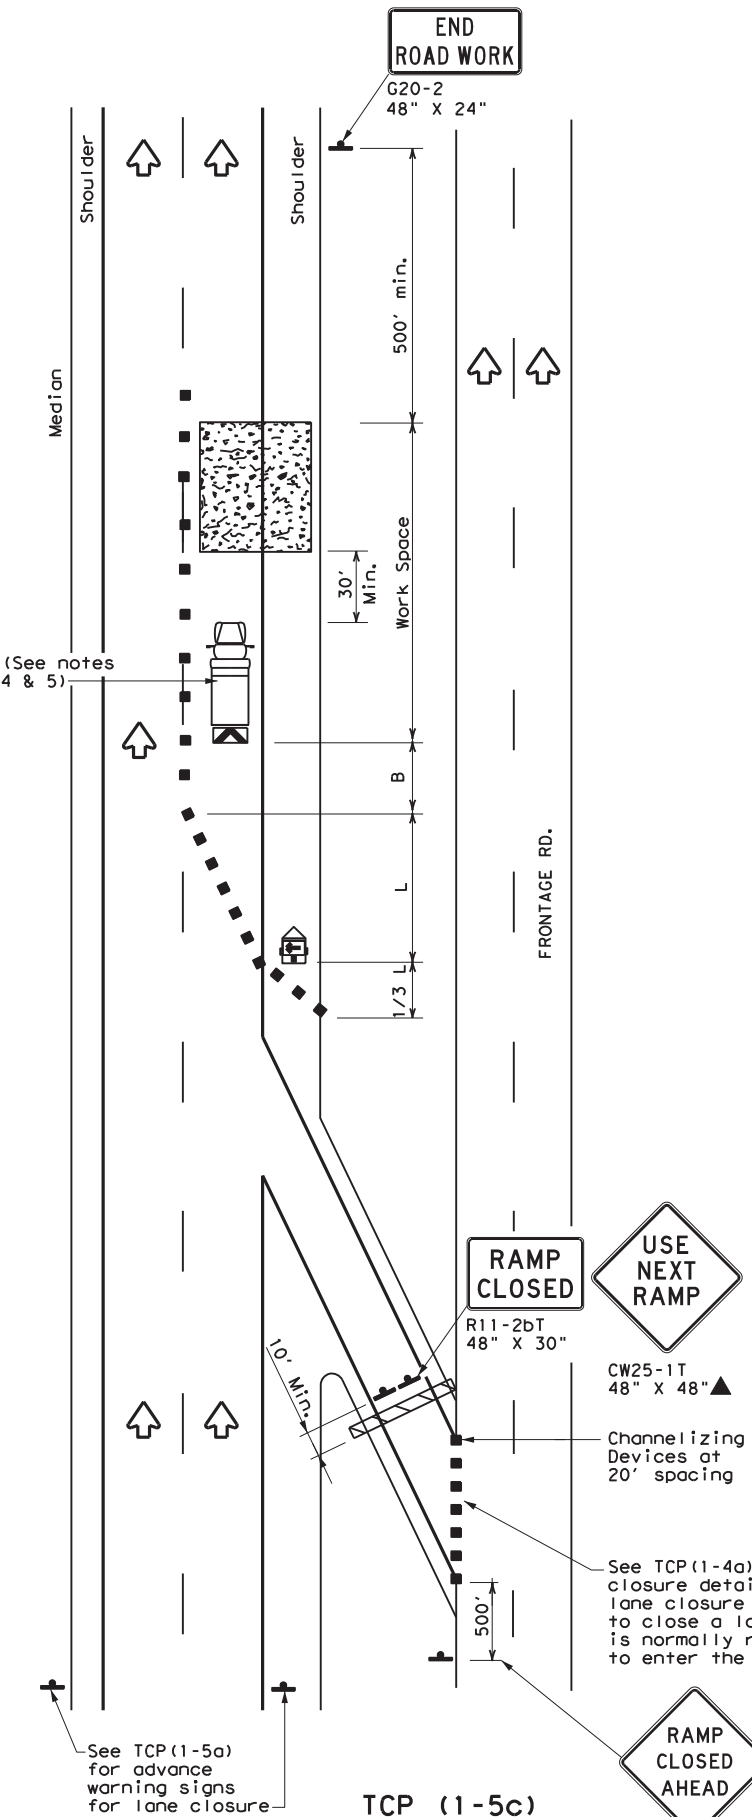 END
ROAD WORK
G20-2
48" X 24"
Shoulder
Shoulder
500' min.
Median
Work Space
30'
Min.
(See notes
4 & 5)
B
L
FRONTAGE RD.
1/3 L
RAMP
CLOSED
R11-2bT
48" X 30"
USE
NEXT
RAMP
CW25-1T
48" X 48"
10' Min.
Channelizing
Devices at
20' spacing
See TCP(1-4a)
closure
lane closure
to close a
is normally
to enter the
500'
See TCP(1-5a)
for advance
warning signs
for lane closure
RAMP
CLOSED
AHEAD
TCP (1-5c)